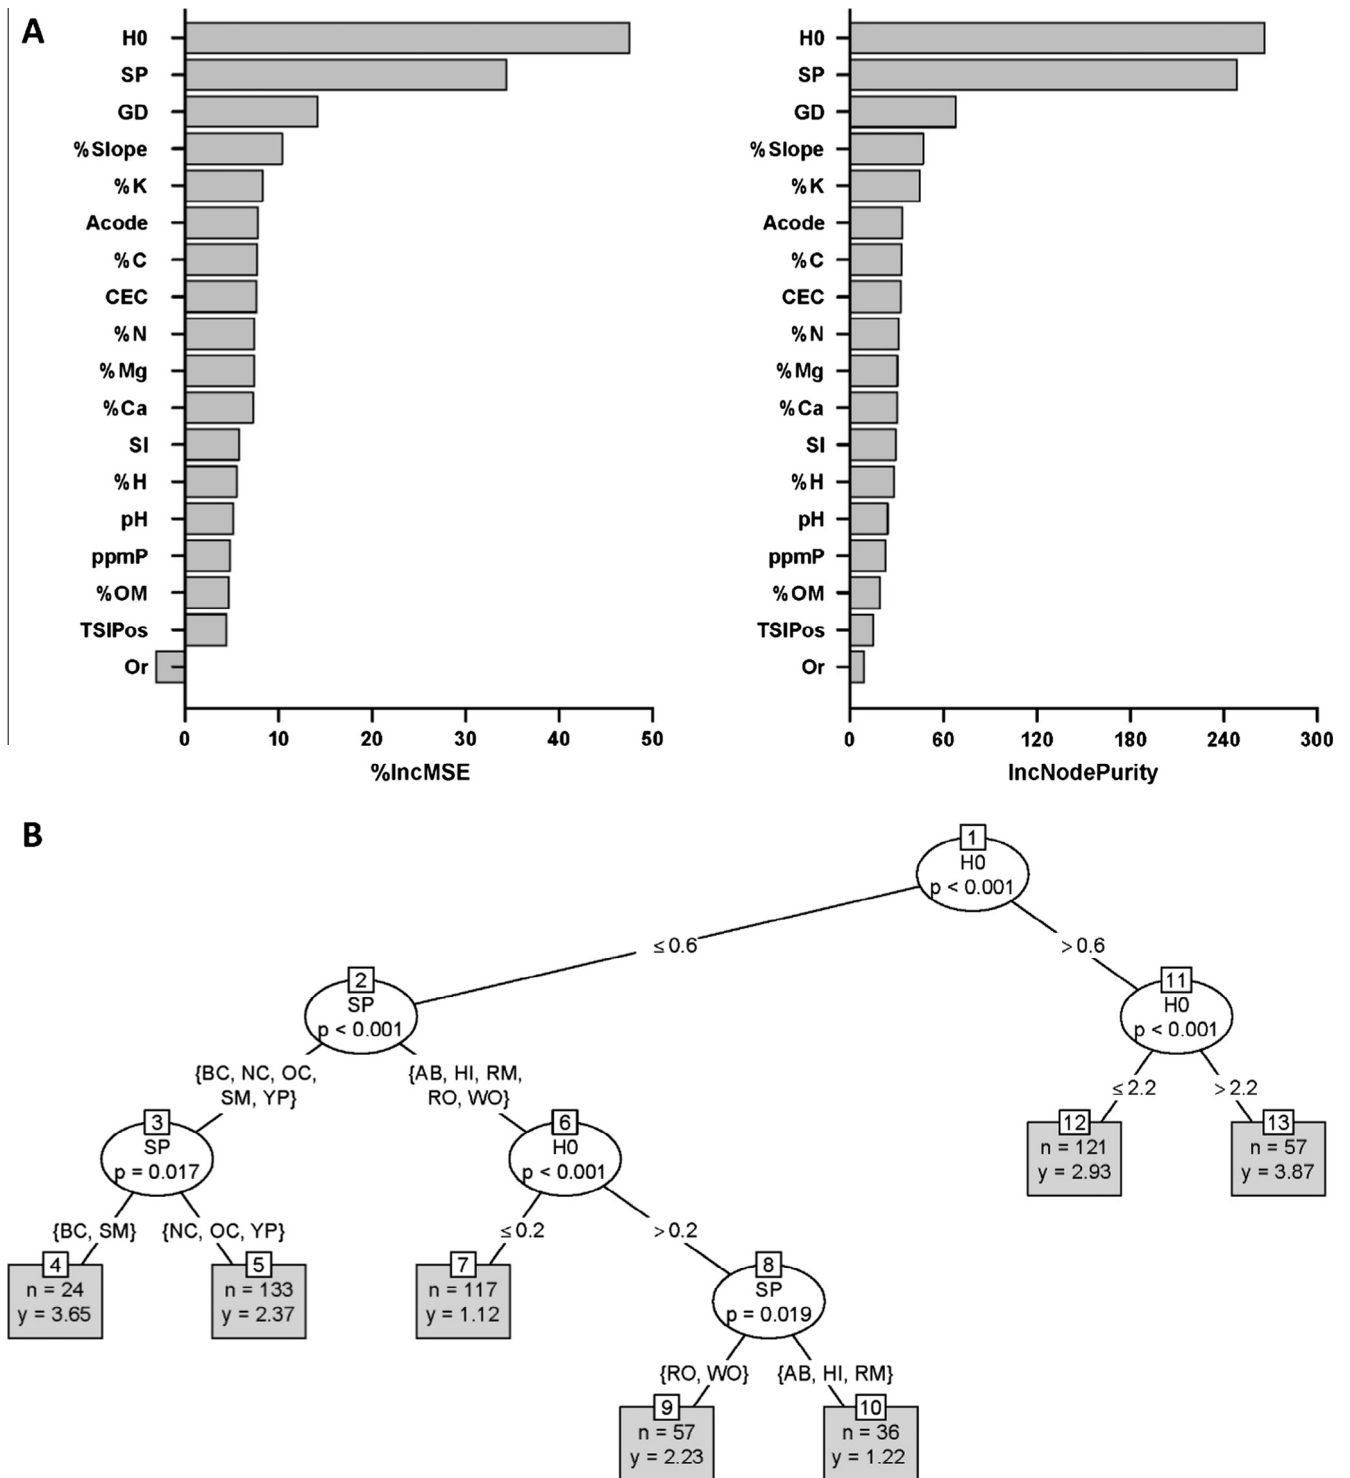 A
H0
SP
GD
%Slope
%K
Acode
%C
CEC
%N
%Mg
%Ca
SI
%H
pH
ppmP
%OM
TSIPos
Or
0 10 20 30 40 50
%IncMSE
H0
SP
GD
%Slope
%K
Acode
%C
CEC
%N
%Mg
%Ca
SI
%H
pH
ppmP
%OM
TSIPos
Or
0 60 120 180 240 300
IncNodePurity
B
1
H0
p < 0.001
≤ 0.6
> 0.6
2
SP
p < 0.001
11
H0
p < 0.001
{BC, NC, OC,
SM, YP}
{AB, HI, RM,
RO, WO}
≤ 2.2
> 2.2
3
SP
p = 0.017
6
H0
p < 0.001
12
n = 121
y = 2.93
13
n = 57
y = 3.87
{BC, SM}
{NC, OC, YP}
≤ 0.2
> 0.2
4
n = 24
y = 3.65
5
n = 133
y = 2.37
7
n = 117
y = 1.12
8
SP
p = 0.019
{RO, WO}
{AB, HI, RM}
9
n = 57
y = 2.23
10
n = 36
y = 1.22